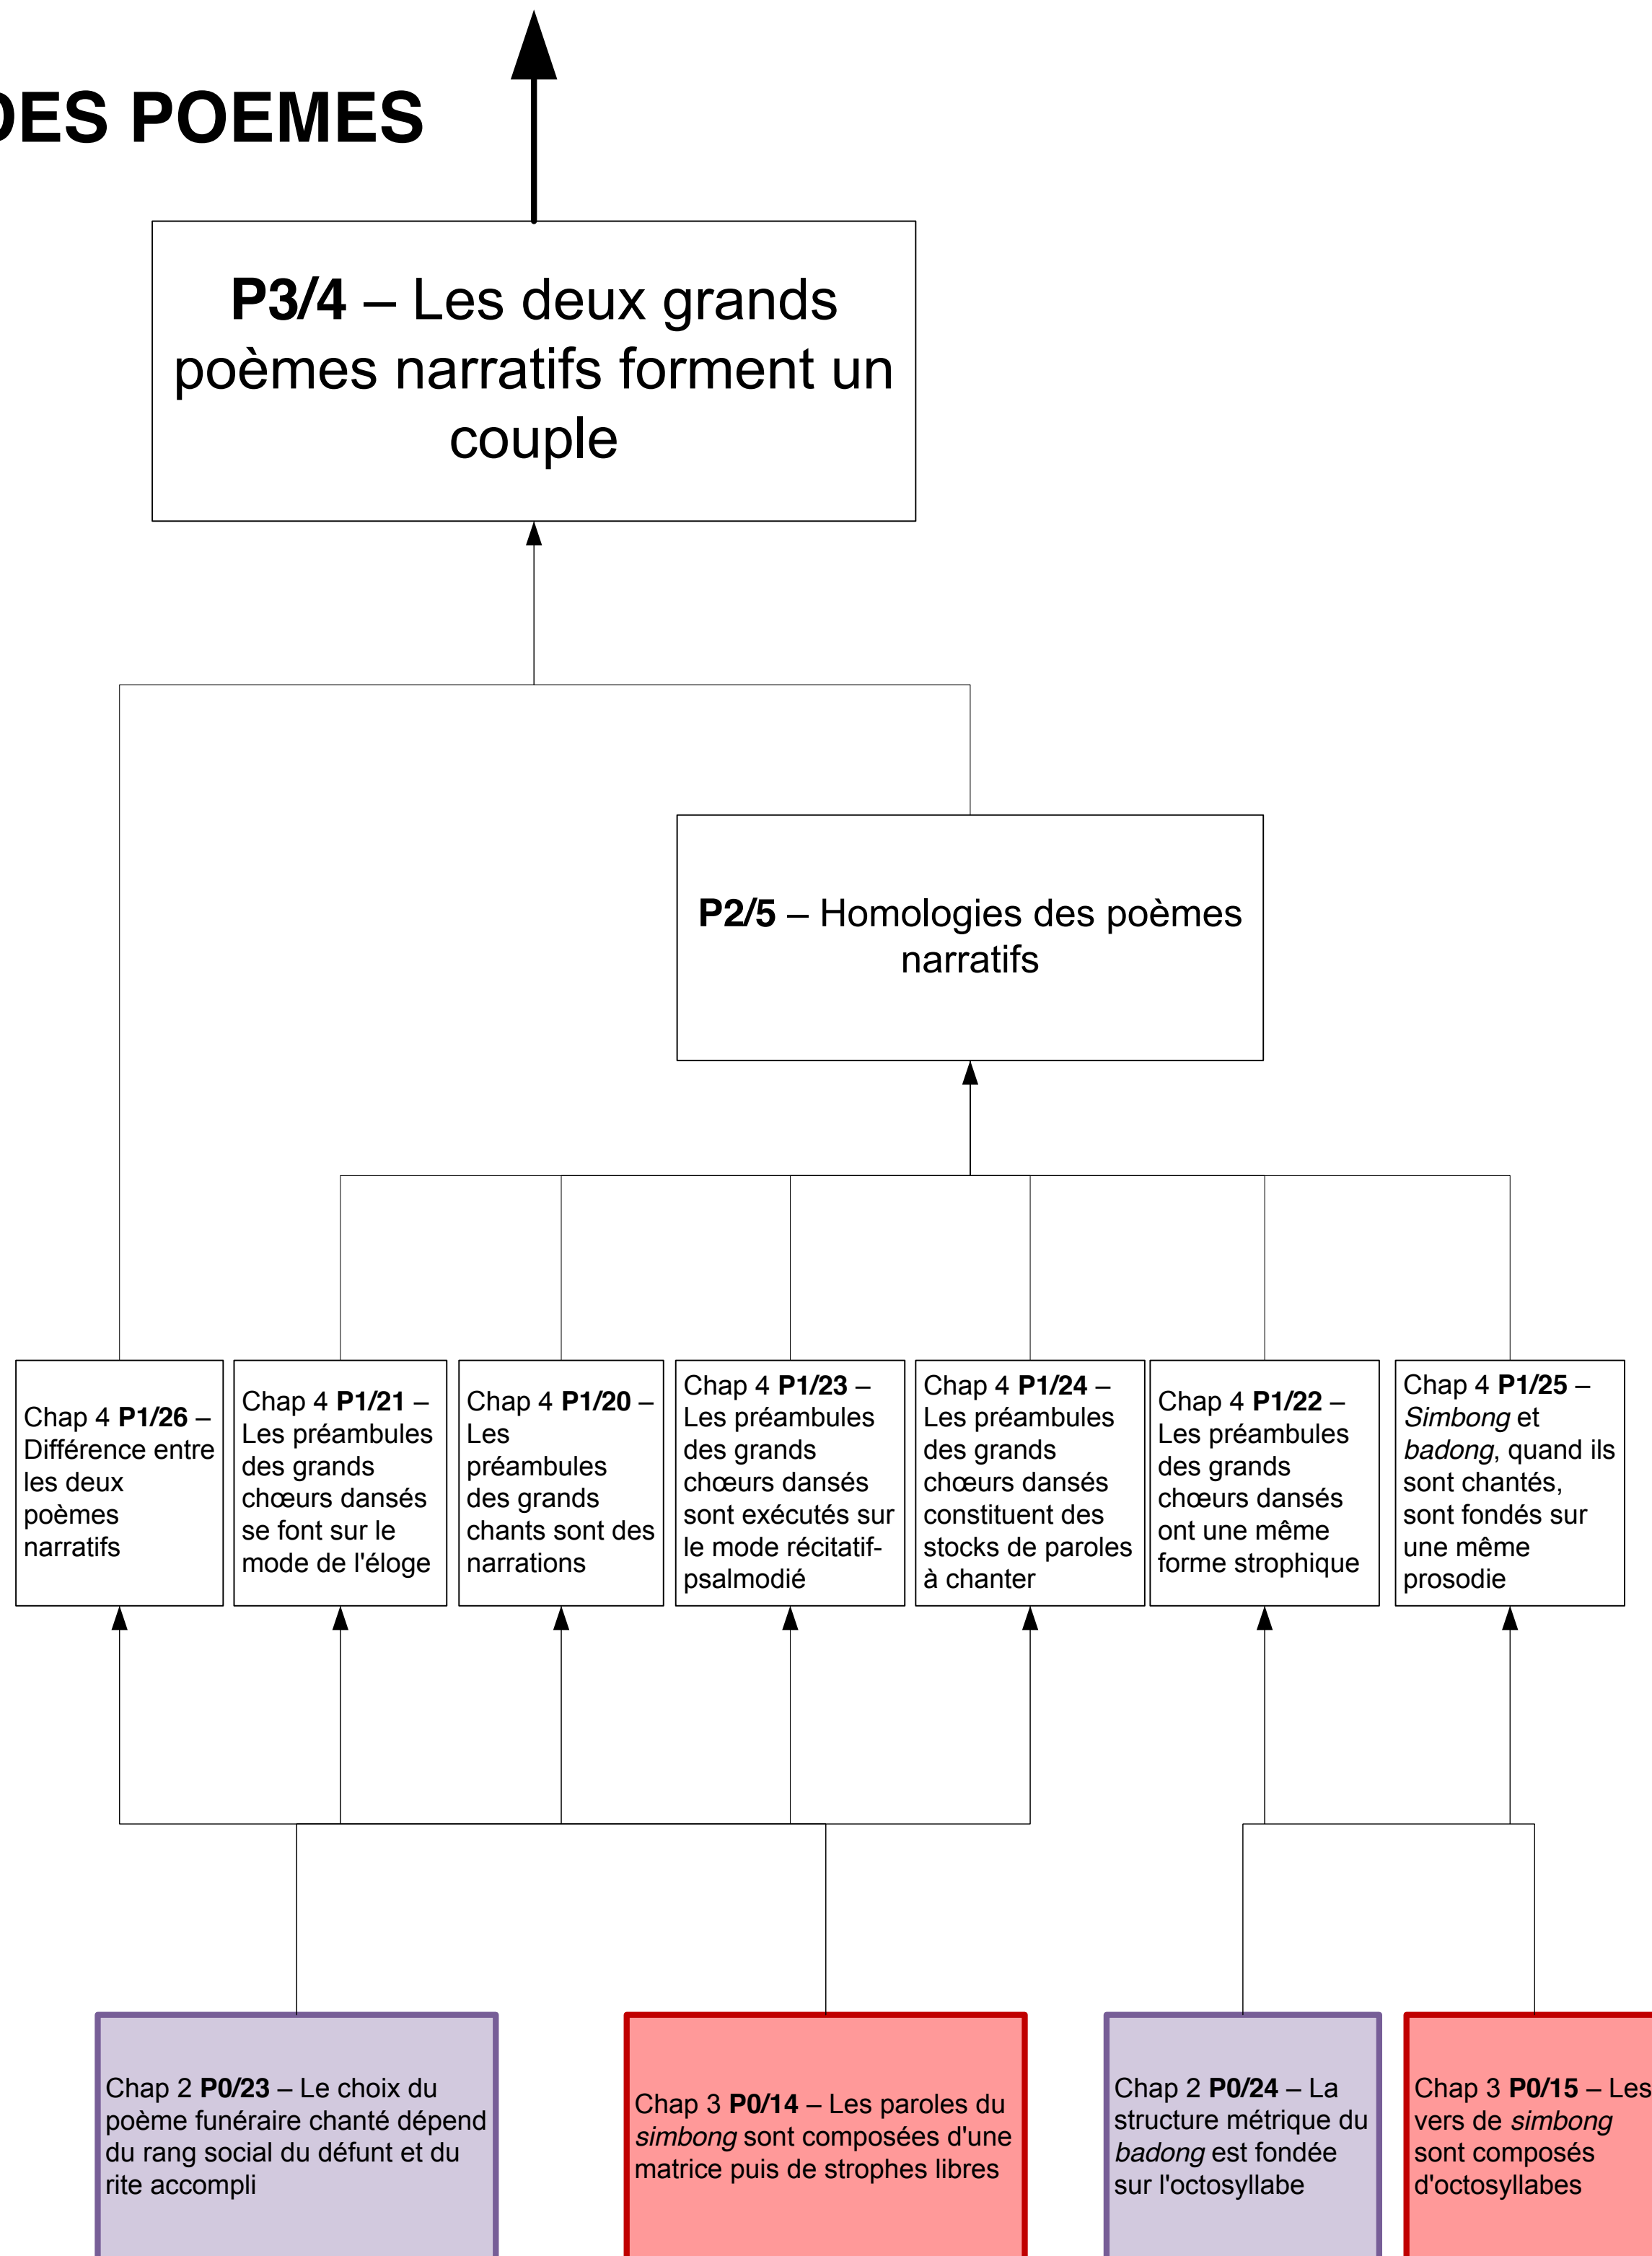 DES POEMES
P3/4 – Les deux grands
poèmes narratifs forment un
couple
P2/5 – Homologies des poèmes
narratifs
Chap 4 P1/26 –
Différence entre
les deux
poèmes
narratifs
Chap 4 P1/21 –
Les préambules
des grands
chœurs dansés
se font sur le
mode de l'éloge
Chap 4 P1/20 –
Les
préambules
des grands
chants sont des
narrations
Chap 4 P1/23 –
Les préambules
des grands
chœurs dansés
sont exécutés sur
le mode récitatif-
psalmodié
Chap 4 P1/24 –
Les préambules
des grands
chœurs dansés
constituent des
stocks de paroles
à chanter
Chap 4 P1/22 –
Les préambules
des grands
chœurs dansés
ont une même
forme strophique
Chap 4 P1/25 –
Simbong et
badong, quand ils
sont chantés,
sont fondés sur
une même
prosodie
Chap 2 P0/23 – Le choix du
poème funéraire chanté dépend
du rang social du défunt et du
rite accompli
Chap 3 P0/14 – Les paroles du
simbong sont composées d'une
matrice puis de strophes libres
Chap 2 P0/24 – La
structure métrique du
badong est fondée
sur l'octosyllabe
Chap 3 P0/15 – Les
vers de simbong
sont composés
d'octosyllabes